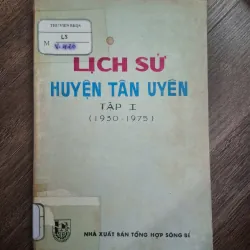 LỊCH SỬ
HUYỆN TÂN UYÊN
TẬP I
(1930-1975)
NHÀ XUẤT BẢN TỔNG HỢP SÔNG BÉ